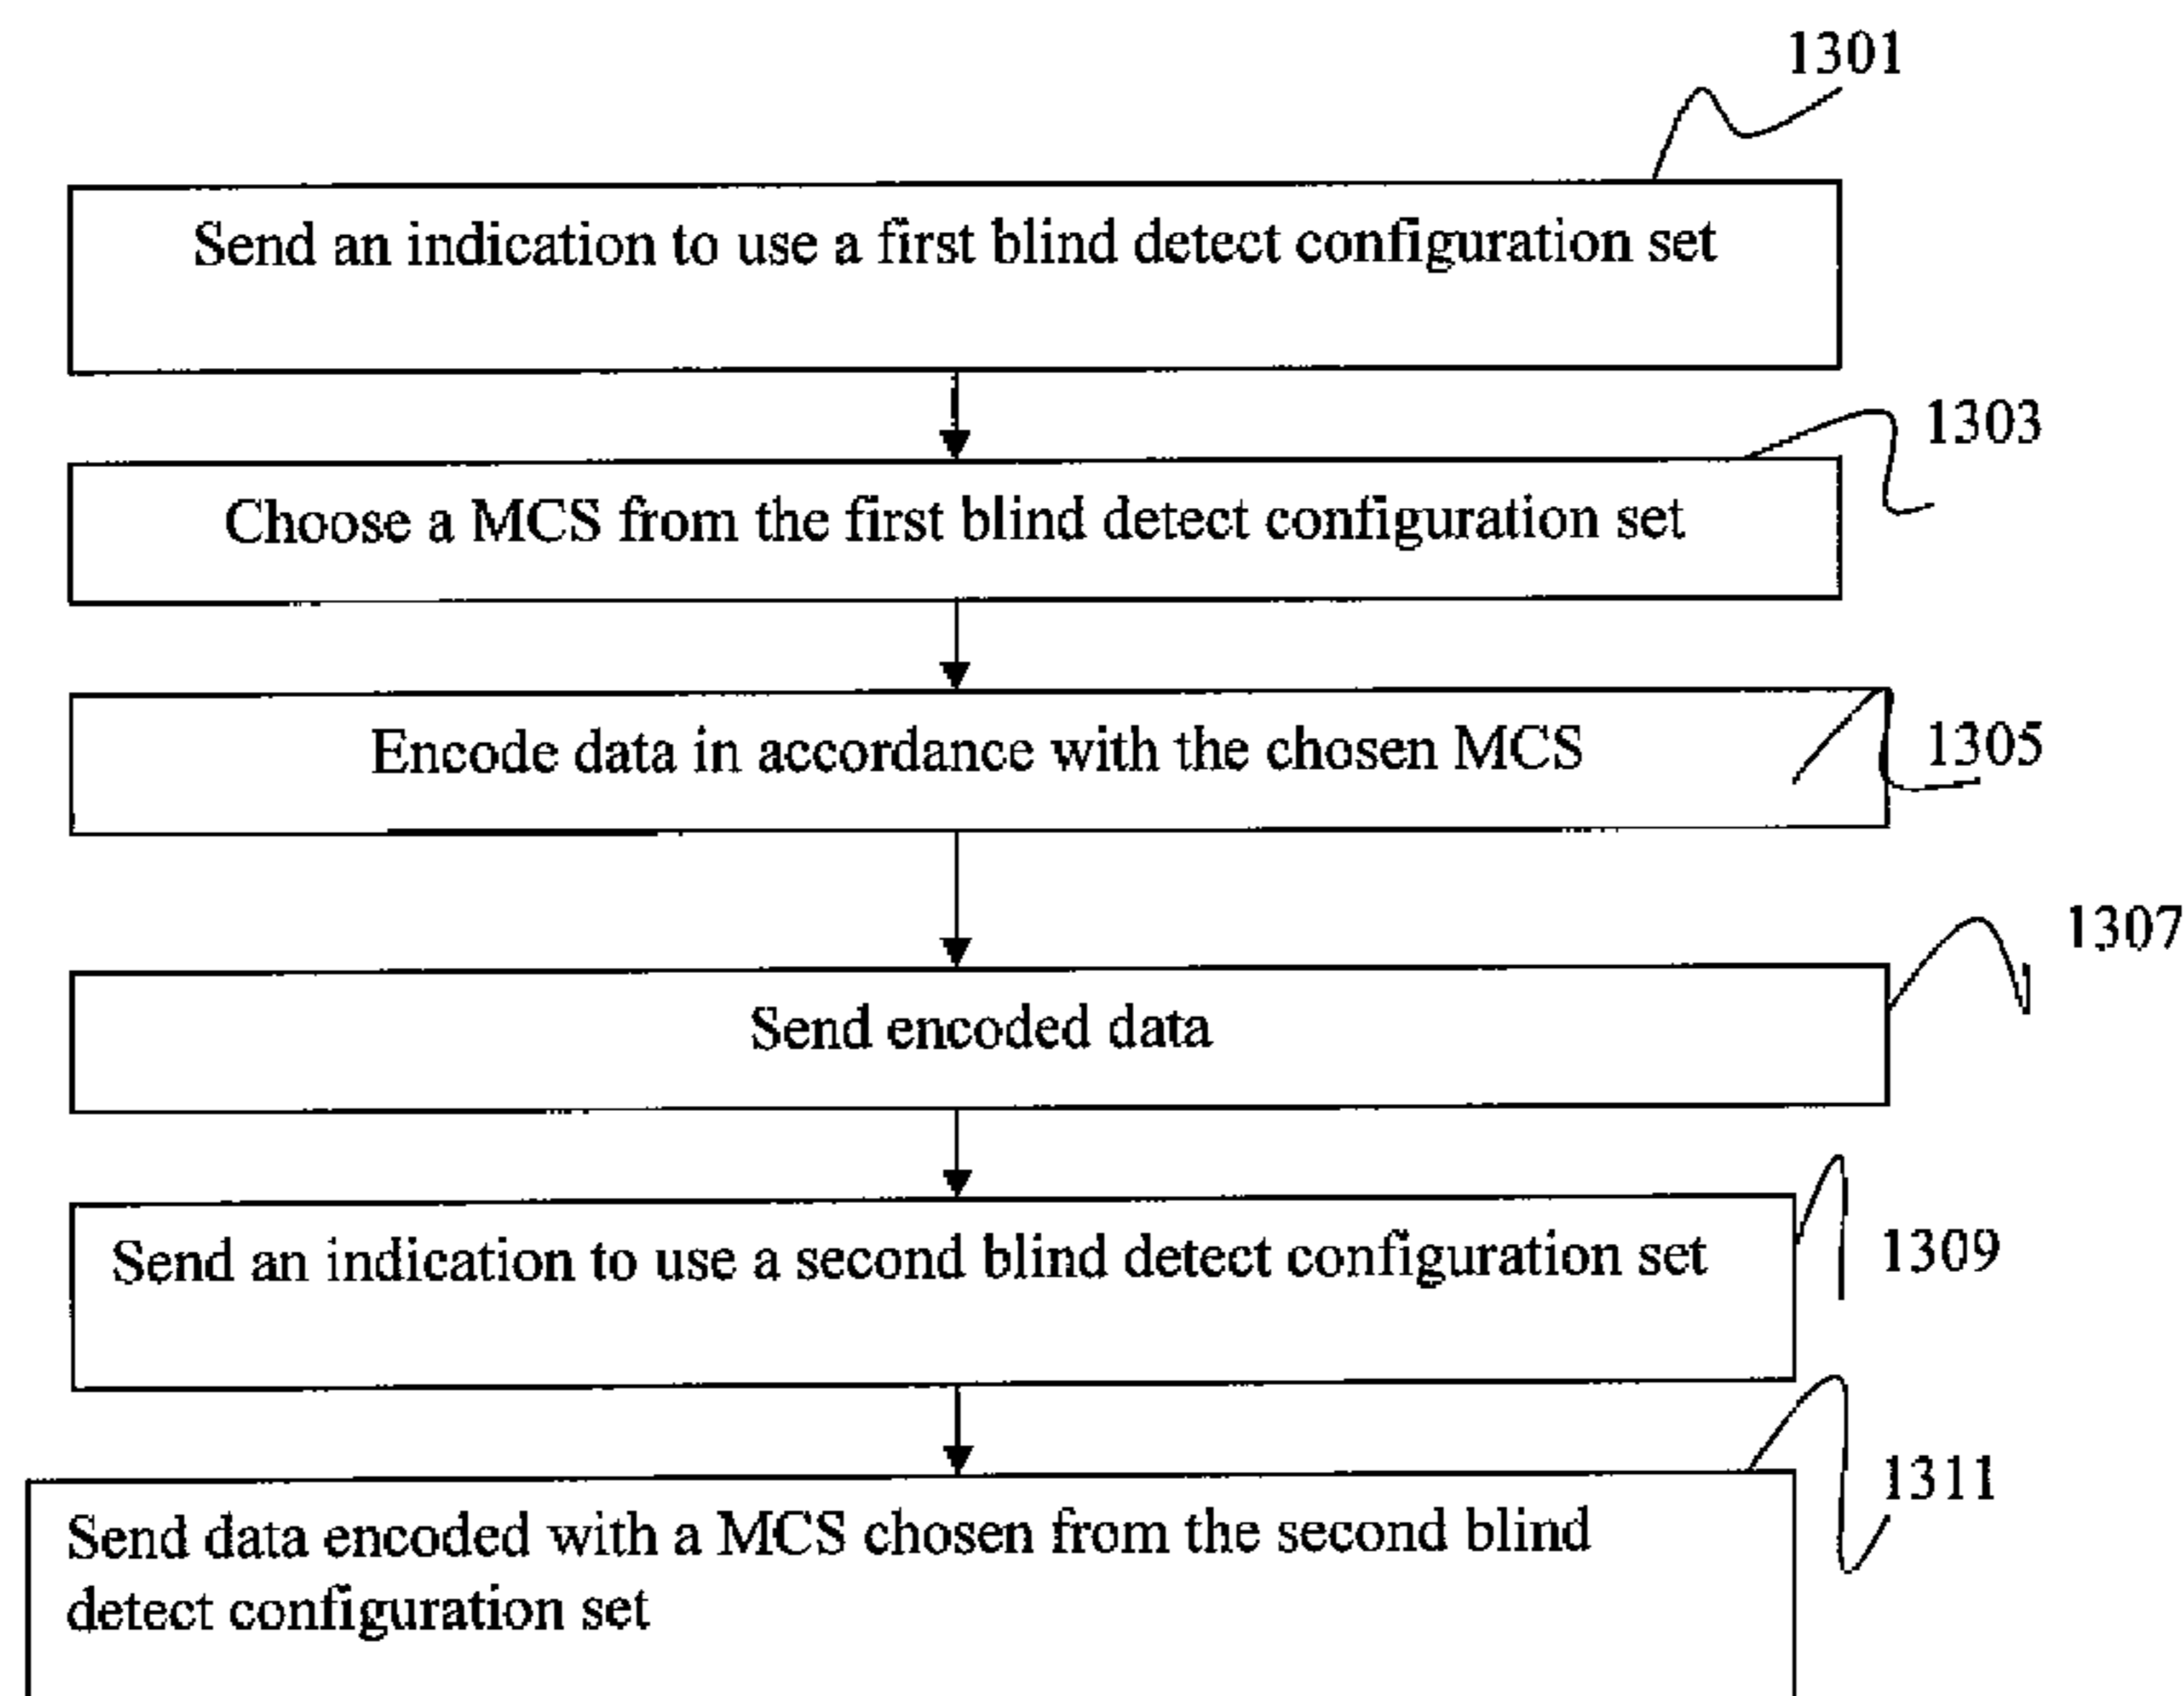 1301
Send an indication to use a first blind detect configuration set
1303
Choose a MCS from the first blind detect configuration set
Encode data in accordance with the chosen MCS
1305
1307
Send encoded data
Send an indication to use a second blind detect configuration set
1309
1311
Send data encoded with a MCS chosen from the second blind
detect configuration set